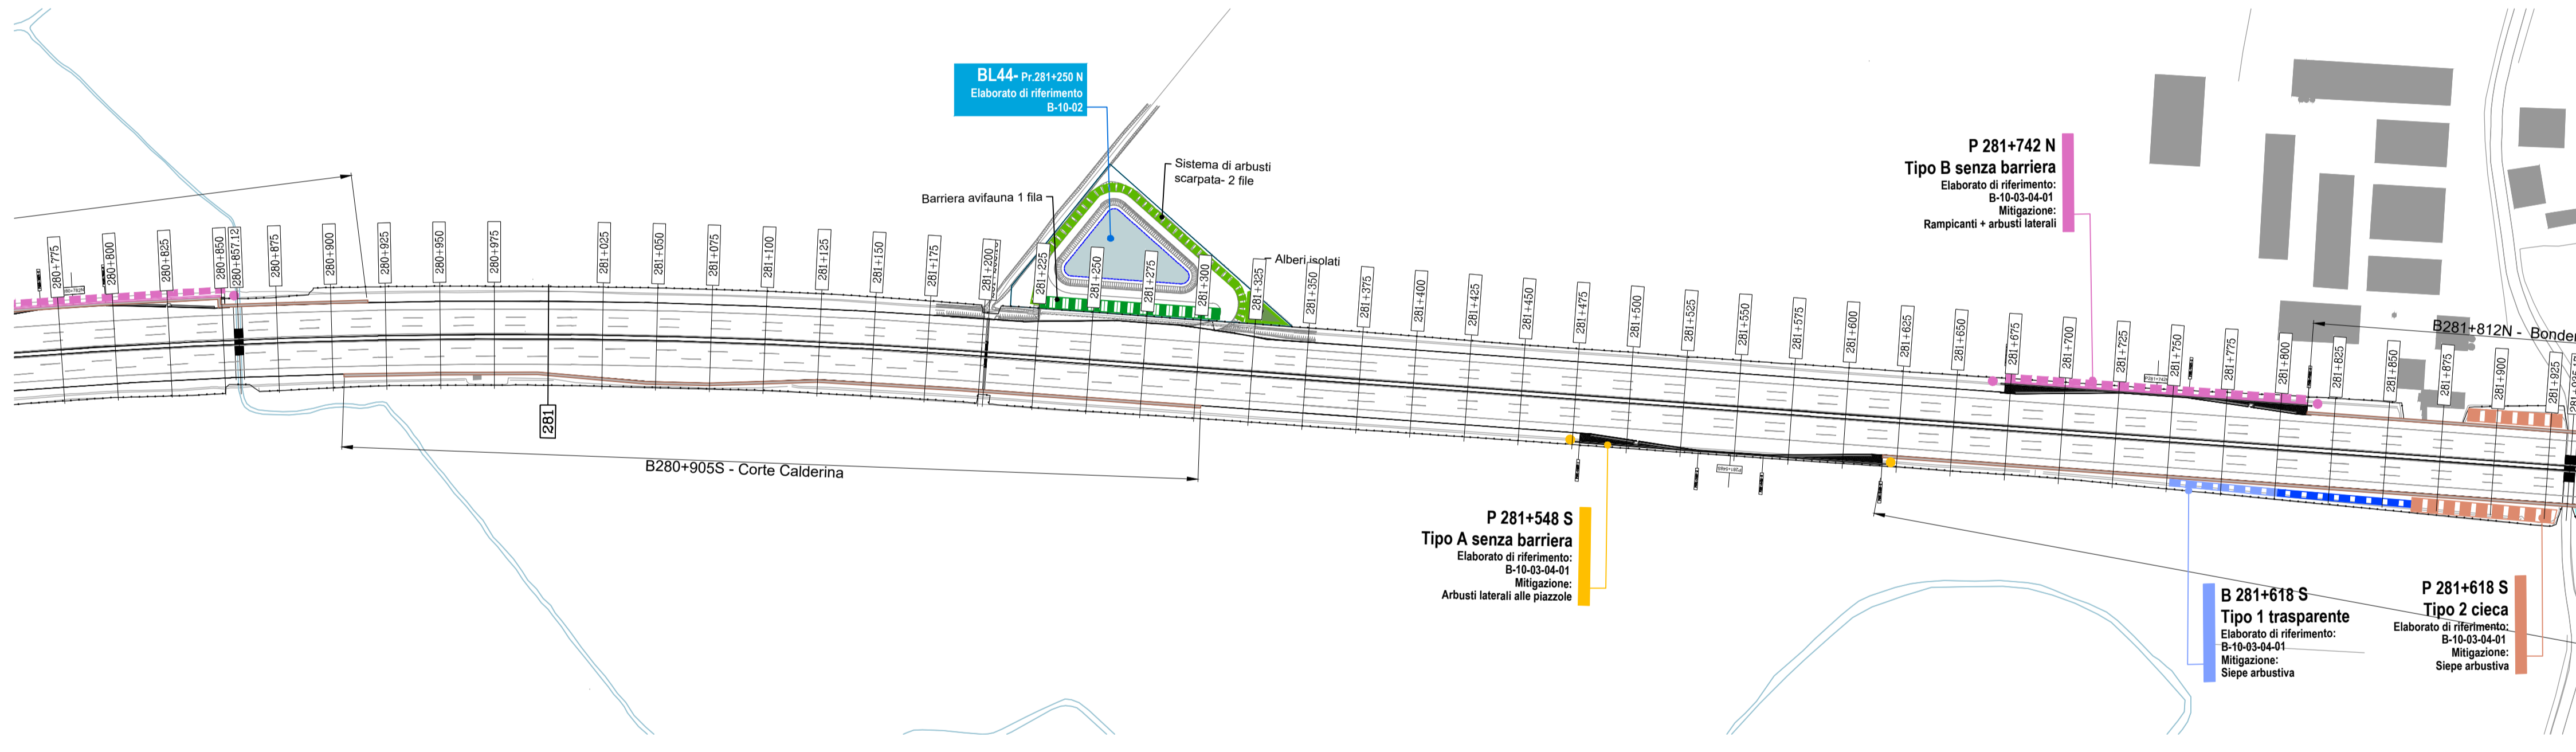 BL44- Pr.281+250 N
Elaborato di riferimento
B-10-02
Sistema di arbusti
scarpata- 2 file
Barriera avifauna 1 fila
Alberi isolati
P 281+742 N
Tipo B senza barriera
Elaborato di riferimento:
B-10-03-04-01
Mitigazione:
Rampicanti + arbusti laterali
B281+812N - Bonder
280+775
280+800
280+825
280+850
280+857.12
280+875
280+900
280+925
280+950
280+975
281+025
281+050
281+075
281+100
281+125
281+150
281+175
281+200
281+225
281+250
281+275
281+300
281+325
281+350
281+375
281+400
281+425
281+450
281+475
281+500
281+525
281+550
281+575
281+600
281+625
281+650
281+675
281+700
281+725
281+750
281+775
281+800
281+825
281+850
281+875
281+900
281+925
281
B280+905S - Corte Calderina
P 281+548 S
Tipo A senza barriera
Elaborato di riferimento:
B-10-03-04-01
Mitigazione:
Arbusti laterali alle piazzole
B 281+618 S
Tipo 1 trasparente
Elaborato di riferimento:
B-10-03-04-01
Mitigazione:
Siepe arbustiva
P 281+618 S
Tipo 2 cieca
Elaborato di riferimento:
B-10-03-04-01
Mitigazione:
Siepe arbustiva